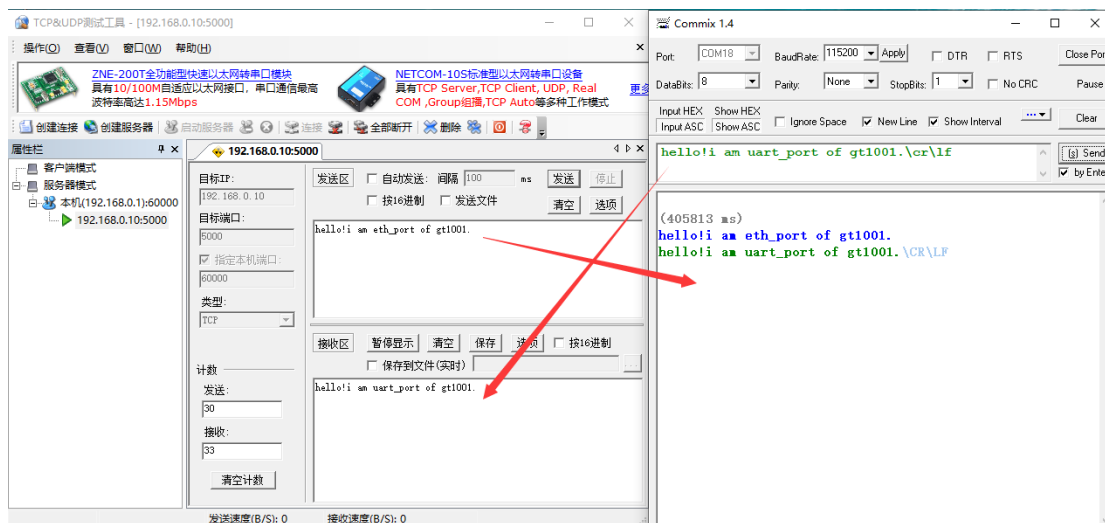 TCP&UDP测试工具 - [192.168.0.10:5000]
操作(O) 查看(V) 窗口(W) 帮助(H)
ZNE-200T全功能型快速以太网转串口模块
具有10/100M自适应以太网接口，串口通信最高
波特率高达1.15Mbps
NETCOM-10S标准型以太网转串口设备
具有TCP Server,TCP Client, UDP, Real
COM ,Group组播,TCP Auto等多种工作模式
创建连接 创建服务器 启动服务器 连接 全部断开 删除
属性栏
客户端模式
服务器模式
本机(192.168.0.1):60000
192.168.0.10:5000
192.168.0.10:5000
目标IP:
192.168.0.10
目标端口:
5000
指定本机端口:
60000
类型:
TCP
计数
发送:
30
接收:
33
清空计数
发送区 自动发送: 间隔 100 ms 发送 停止
按16进制 发送文件 清空 选项
hello!i am eth_port of gt1001.
接收区 暂停显示 清空 保存 选项 按16进制
保存到文件(实时) ...
hello!i am uart_port of gt1001.
发送速度(B/S): 0 接收速度(B/S): 0
Commix 1.4
Port: COM18 BaudRate: 115200 Apply DTR RTS Close Por
DataBits: 8 Parity: None StopBits: 1 No CRC Pause
Input HEX Show HEX
Input ASC Show ASC Ignore Space New Line Show Interval ... Clear
hello!i am uart_port of gt1001.\cr\lf
[s] Send
by Ente
(405813 ms)
hello!i am eth_port of gt1001.
hello!i am uart_port of gt1001.\CR\LF